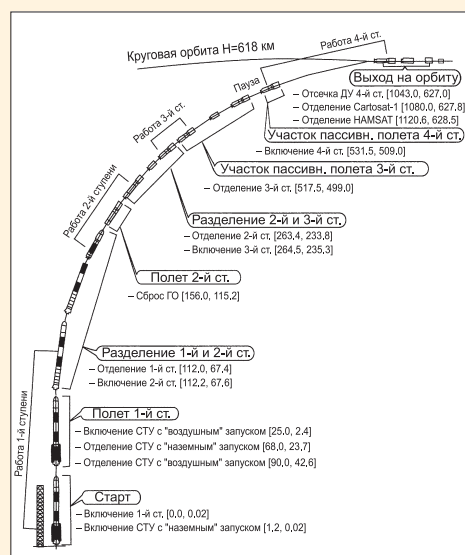 Круговая орбита H=618 км
Работа 4-й ст.
Выход на орбиту
– Отсечка ДУ 4-й ст, [1043,0, 627,0]
– Отделение Cartosat-1 [1080.0, 627,8]
– Отделение HAMSAT [1120.6, 628,5]
Пауза
Участок пассивн. полета 4-й ст.
– Включение 4-й ст. [531.5, 509.0]
Работа 3-й ст.
Участок пассивн. полета 3-й ст.
– Отделение 3-й ст. [517.5, 499.0]
Разделение 2-й и 3-й ст.
– Отделение 2-й ст. [263,4, 233,8]
– Включение 3-й ст. [264,5, 235,3]
Работа 2-й ступени
Полет 2-й ст.
– Сброс ГО [156,0, 115,2]
Разделение 1-й и 2-й ст.
– Отделение 1-й ст. [112,0, 67,4]
– Включение 2-й ст. [112,2, 67,6]
Работа 1-й ступени
Полет 1-й ст.
– Включение СТУ с "воздушным" запуском [25.0, 2.4]
– Отделение СТУ с "наземным" запуском [68,0, 23,7]
– Отделение СТУ с "воздушным" запуском [90,0, 42,6]
Старт
– Включение 1-й ст. [0,0, 0,02]
– Включение СТУ с "наземным" запуском [1,2, 0,02]